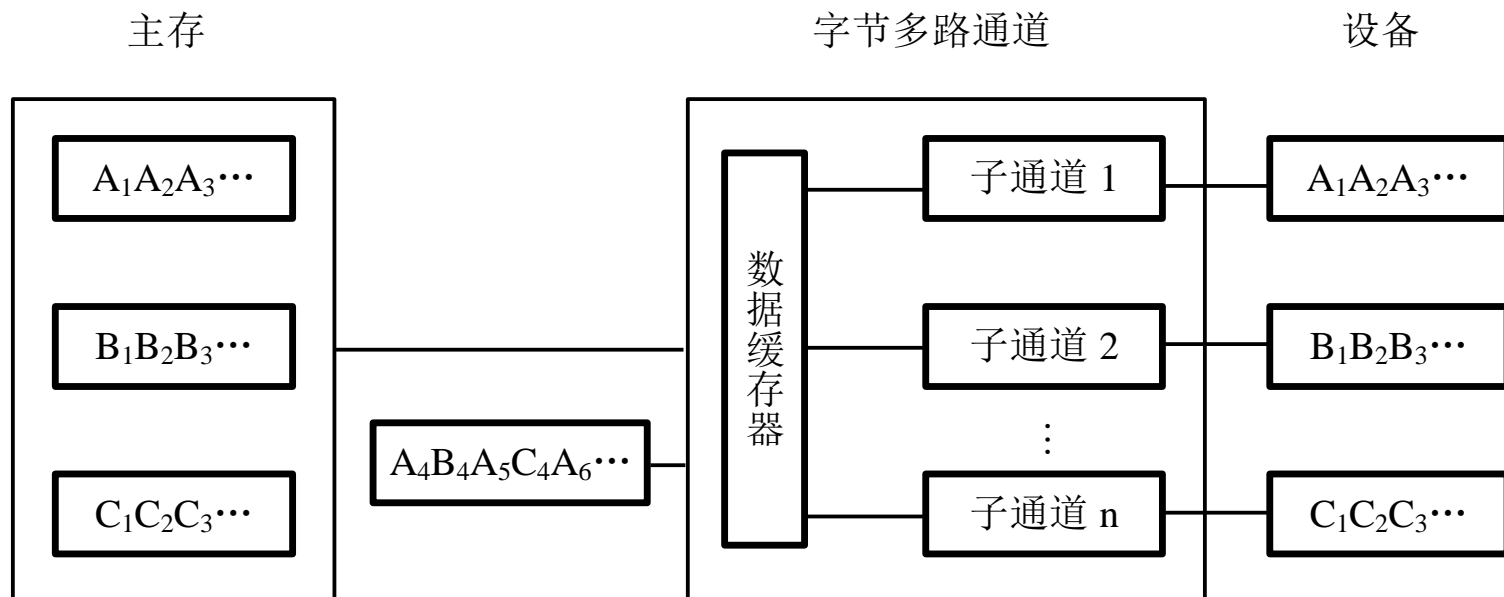 主存 字节多路通道 设备
A₁A₂A₃··· 子通道 1 A₁A₂A₃···
数据缓存器
B₁B₂B₃··· 子通道 2 B₁B₂B₃···
A₄B₄A₅C₄A₆···
⋮
C₁C₂C₃··· 子通道 n C₁C₂C₃···